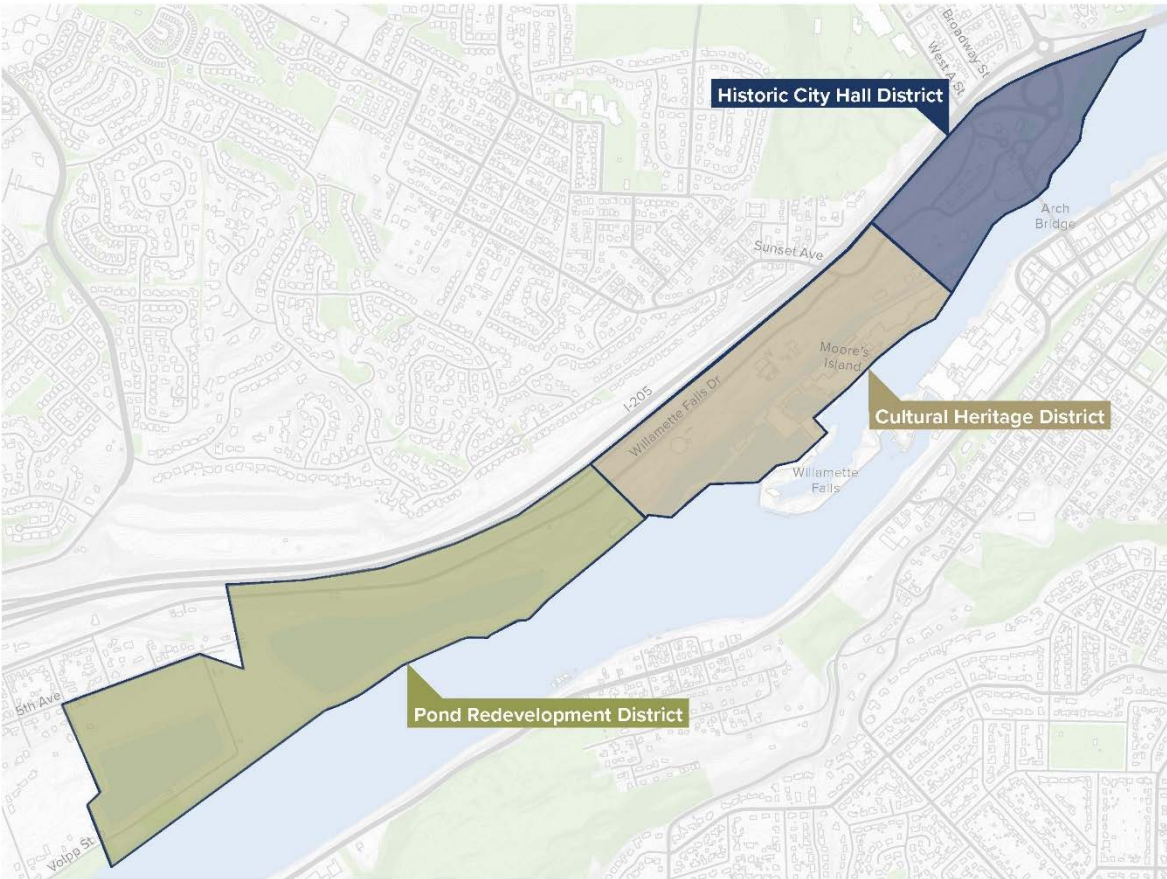 Broadway St
West A St
Historic City Hall District
Arch
Bridge
Sunset Ave
Moore's
Island
I-205
Willamette Falls Dr
Cultural Heritage District
Willamette
Falls
5th Ave
Pond Redevelopment District
Volpp St